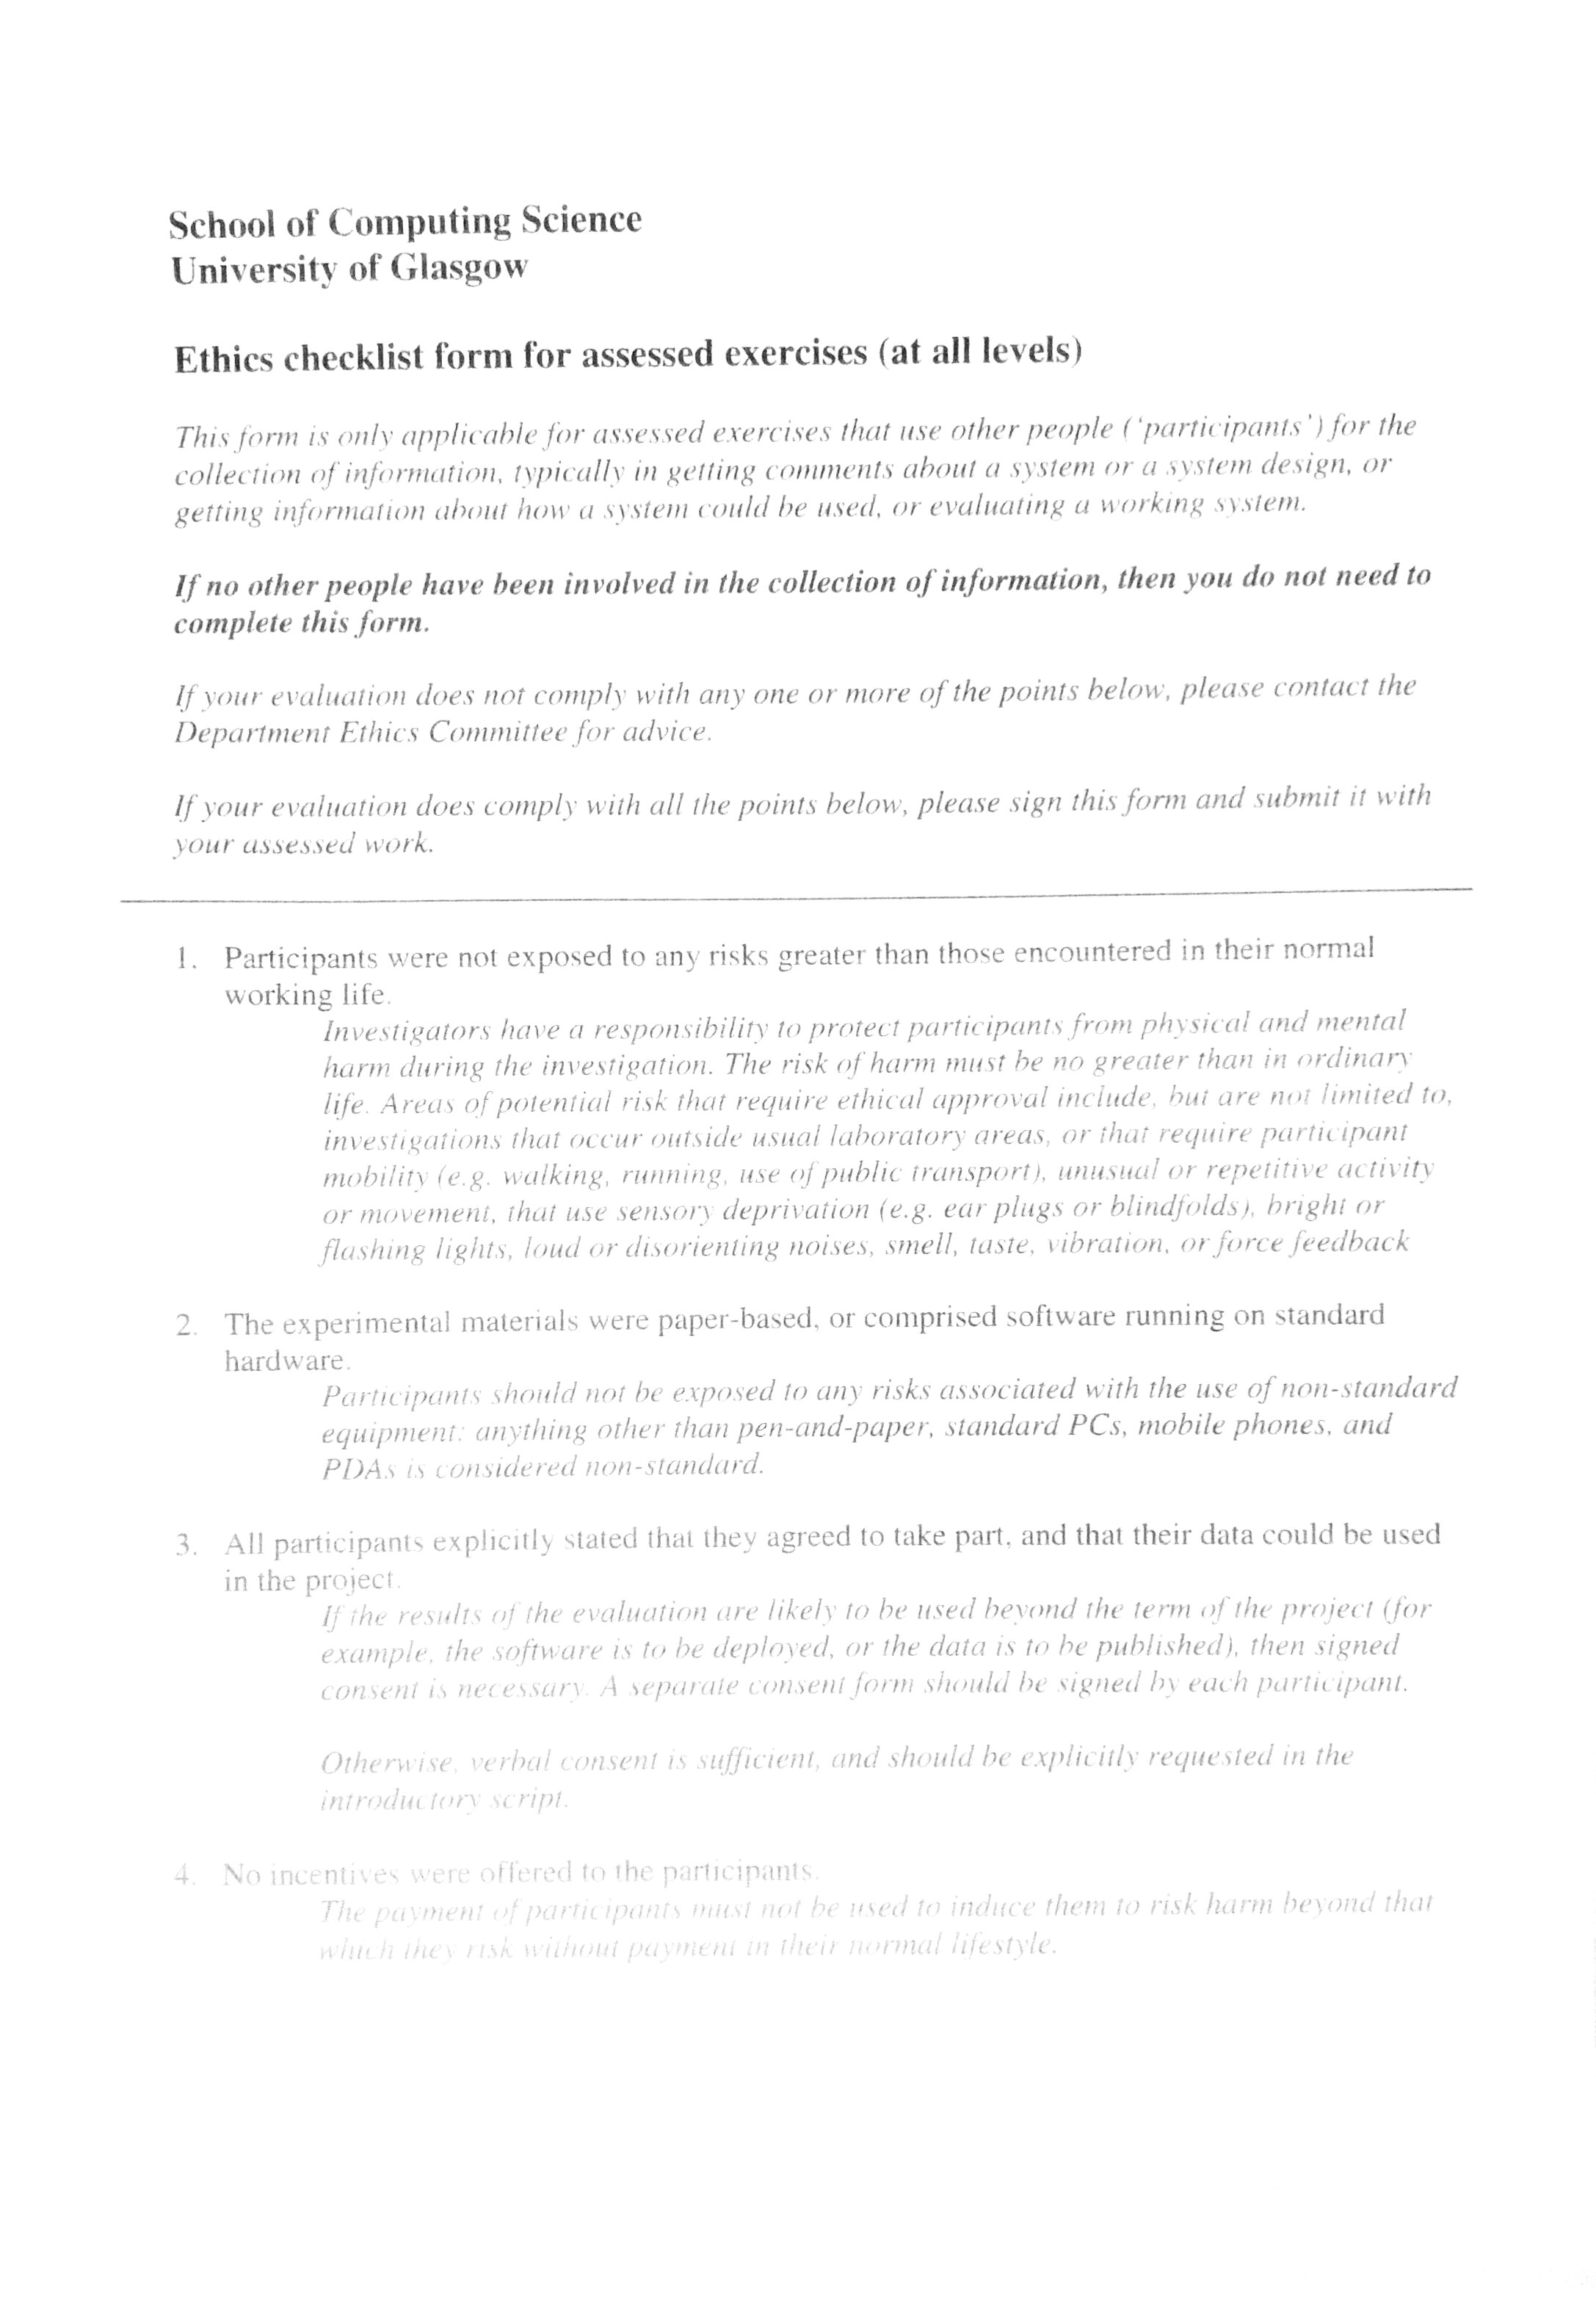 School of Computing Science
University of Glasgow
Ethics checklist form for assessed exercises (at all levels)
This form is only applicable for assessed exercises that use other people (‘participants’) for the
collection of information, typically in getting comments about a system or a system design, or
getting information about how a system could be used, or evaluating a working system.
If no other people have been involved in the collection of information, then you do not need to
complete this form.
If your evaluation does not comply with any one or more of the points below, please contact the
Department Ethics Committee for advice.
If your evaluation does comply with all the points below, please sign this form and submit it with
your assessed work.
1. Participants were not exposed to any risks greater than those encountered in their normal
working life.
Investigators have a responsibility to protect participants from physical and mental
harm during the investigation. The risk of harm must be no greater than in ordinary
life. Areas of potential risk that require ethical approval include, but are not limited to,
investigations that occur outside usual laboratory areas, or that require participant
mobility (e.g. walking, running, use of public transport), unusual or repetitive activity
or movement, that use sensory deprivation (e.g. ear plugs or blindfolds), bright or
flashing lights, loud or disorienting noises, smell, taste, vibration, or force feedback
2. The experimental materials were paper-based, or comprised software running on standard
hardware.
Participants should not be exposed to any risks associated with the use of non-standard
equipment: anything other than pen-and-paper, standard PCs, mobile phones, and
PDAs is considered non-standard.
3. All participants explicitly stated that they agreed to take part, and that their data could be used
in the project.
If the results of the evaluation are likely to be used beyond the term of the project (for
example, the software is to be deployed, or the data is to be published), then signed
consent is necessary. A separate consent form should be signed by each participant.
Otherwise, verbal consent is sufficient, and should be explicitly requested in the
introductory script.
4. No incentives were offered to the participants.
The payment of participants must not be used to induce them to risk harm beyond that
which they risk without payment in their normal lifestyle.